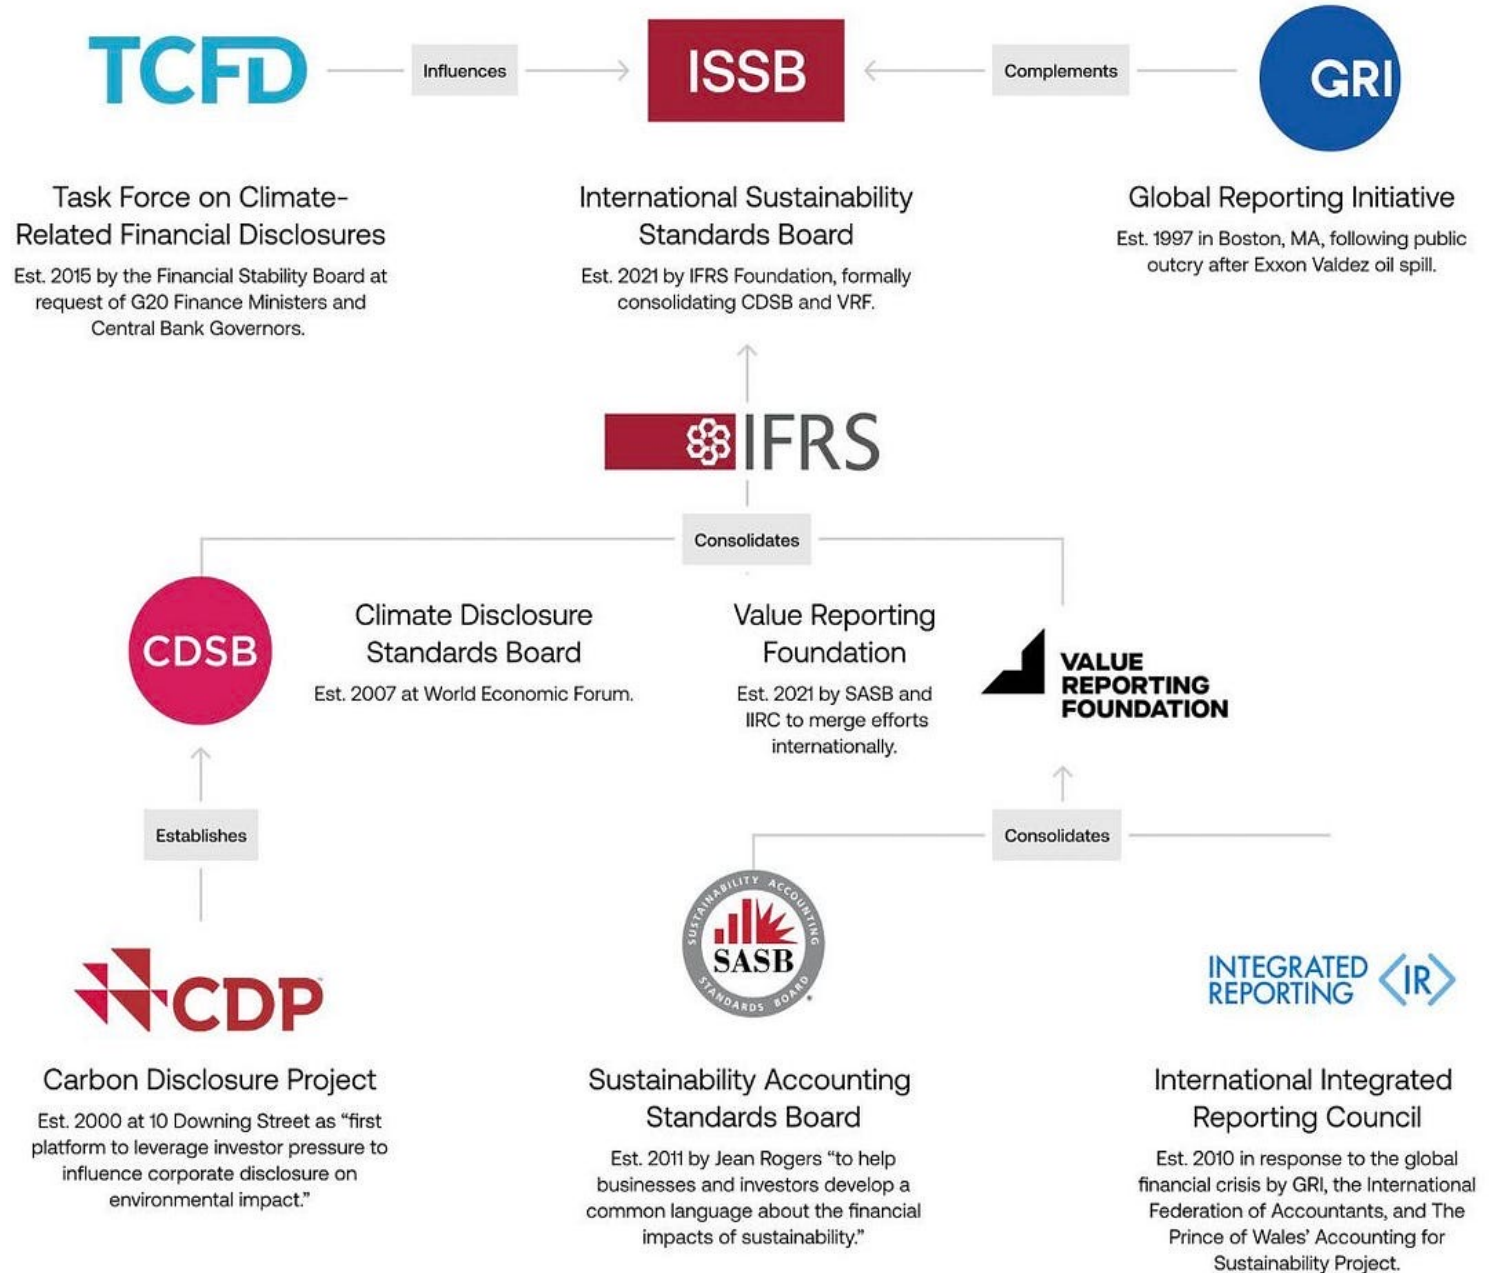 TCFD
Influences
ISSB
Complements
GRI
Task Force on Climate-
Related Financial Disclosures
Est. 2015 by the Financial Stability Board at
request of G20 Finance Ministers and
Central Bank Governors.
International Sustainability
Standards Board
Est. 2021 by IFRS Foundation, formally
consolidating CDSB and VRF.
Global Reporting Initiative
Est. 1997 in Boston, MA, following public
outcry after Exxon Valdez oil spill.
IFRS
Consolidates
CDSB
Climate Disclosure
Standards Board
Est. 2007 at World Economic Forum.
Value Reporting
Foundation
Est. 2021 by SASB and
IIRC to merge efforts
internationally.
VALUE
REPORTING
FOUNDATION
Establishes
Consolidates
CDP
Carbon Disclosure Project
Est. 2000 at 10 Downing Street as “first
platform to leverage investor pressure to
influence corporate disclosure on
environmental impact.”
SUSTAINABILITY ACCOUNTING
SASB
STANDARDS BOARD
Sustainability Accounting
Standards Board
Est. 2011 by Jean Rogers “to help
businesses and investors develop a
common language about the financial
impacts of sustainability.”
INTEGRATED
REPORTING
<IR>
International Integrated
Reporting Council
Est. 2010 in response to the global
financial crisis by GRI, the International
Federation of Accountants, and The
Prince of Wales’ Accounting for
Sustainability Project.